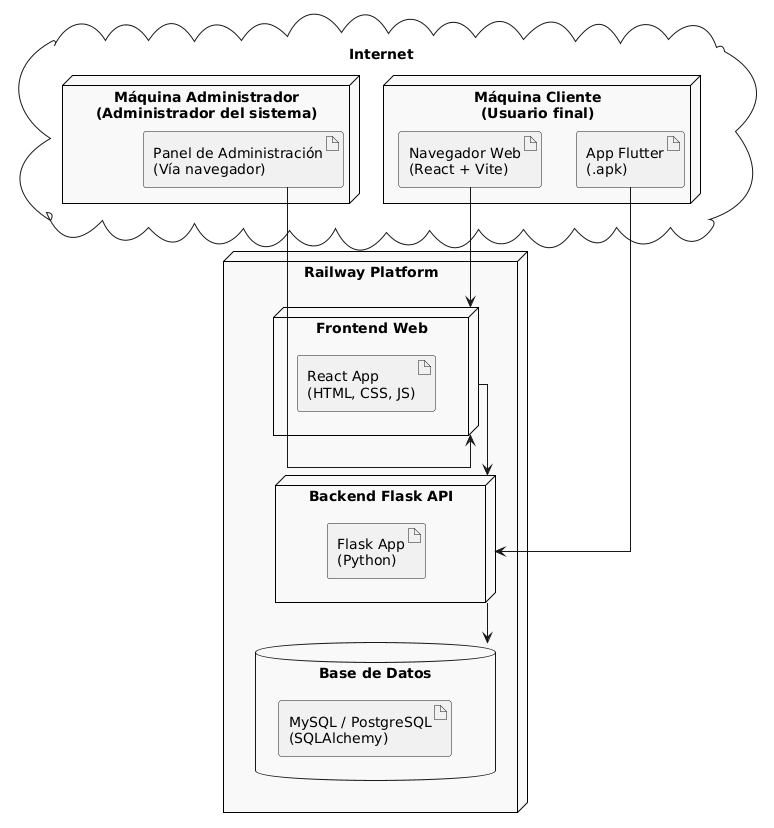 Internet
Máquina Administrador
(Administrador del sistema)
Panel de Administración
(Vía navegador)
Máquina Cliente
(Usuario final)
Navegador Web
(React + Vite)
App Flutter
(.apk)
Railway Platform
Frontend Web
React App
(HTML, CSS, JS)
Backend Flask API
Flask App
(Python)
Base de Datos
MySQL / PostgreSQL
(SQLAlchemy)